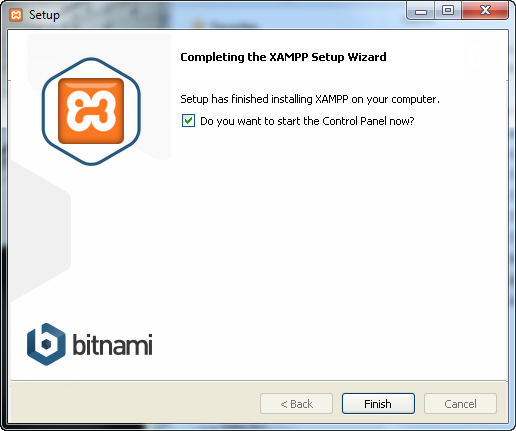 Setup
Completing the XAMPP Setup Wizard
Setup has finished installing XAMPP on your computer.
Do you want to start the Control Panel now?
bitnami
< Back
Finish
Cancel